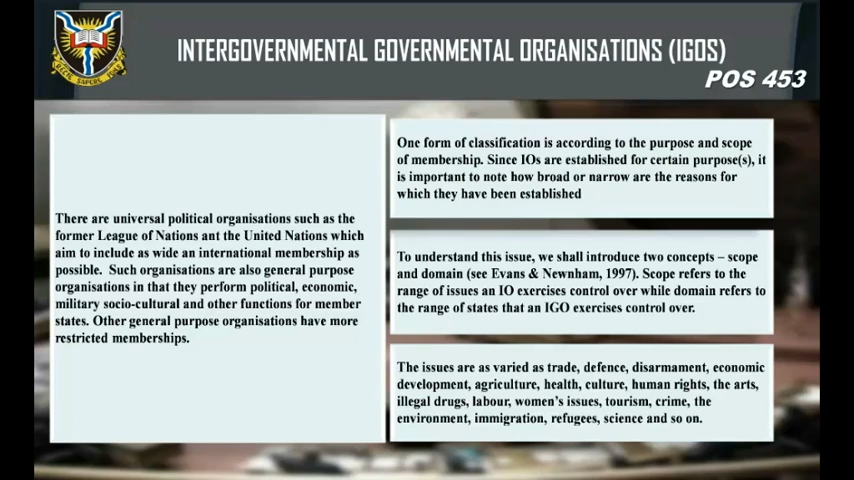 INTERGOVERNMENTAL GOVERNMENTAL ORGANISATIONS (IGOS)
POS 453
RECTE SAPERE FONS
There are universal political organisations such as the
former League of Nations ant the United Nations which
aim to include as wide an international membership as
possible. Such organisations are also general purpose
organisations in that they perform political, economic,
military socio-cultural and other functions for member
states. Other general purpose organisations have more
restricted memberships.
One form of classification is according to the purpose and scope
of membership. Since IOs are established for certain purpose(s), it
is important to note how broad or narrow are the reasons for
which they have been established
To understand this issue, we shall introduce two concepts – scope
and domain (see Evans & Newnham, 1997). Scope refers to the
range of issues an IO exercises control over while domain refers to
the range of states that an IGO exercises control over.
The issues are as varied as trade, defence, disarmament, economic
development, agriculture, health, culture, human rights, the arts,
illegal drugs, labour, women's issues, tourism, crime, the
environment, immigration, refugees, science and so on.